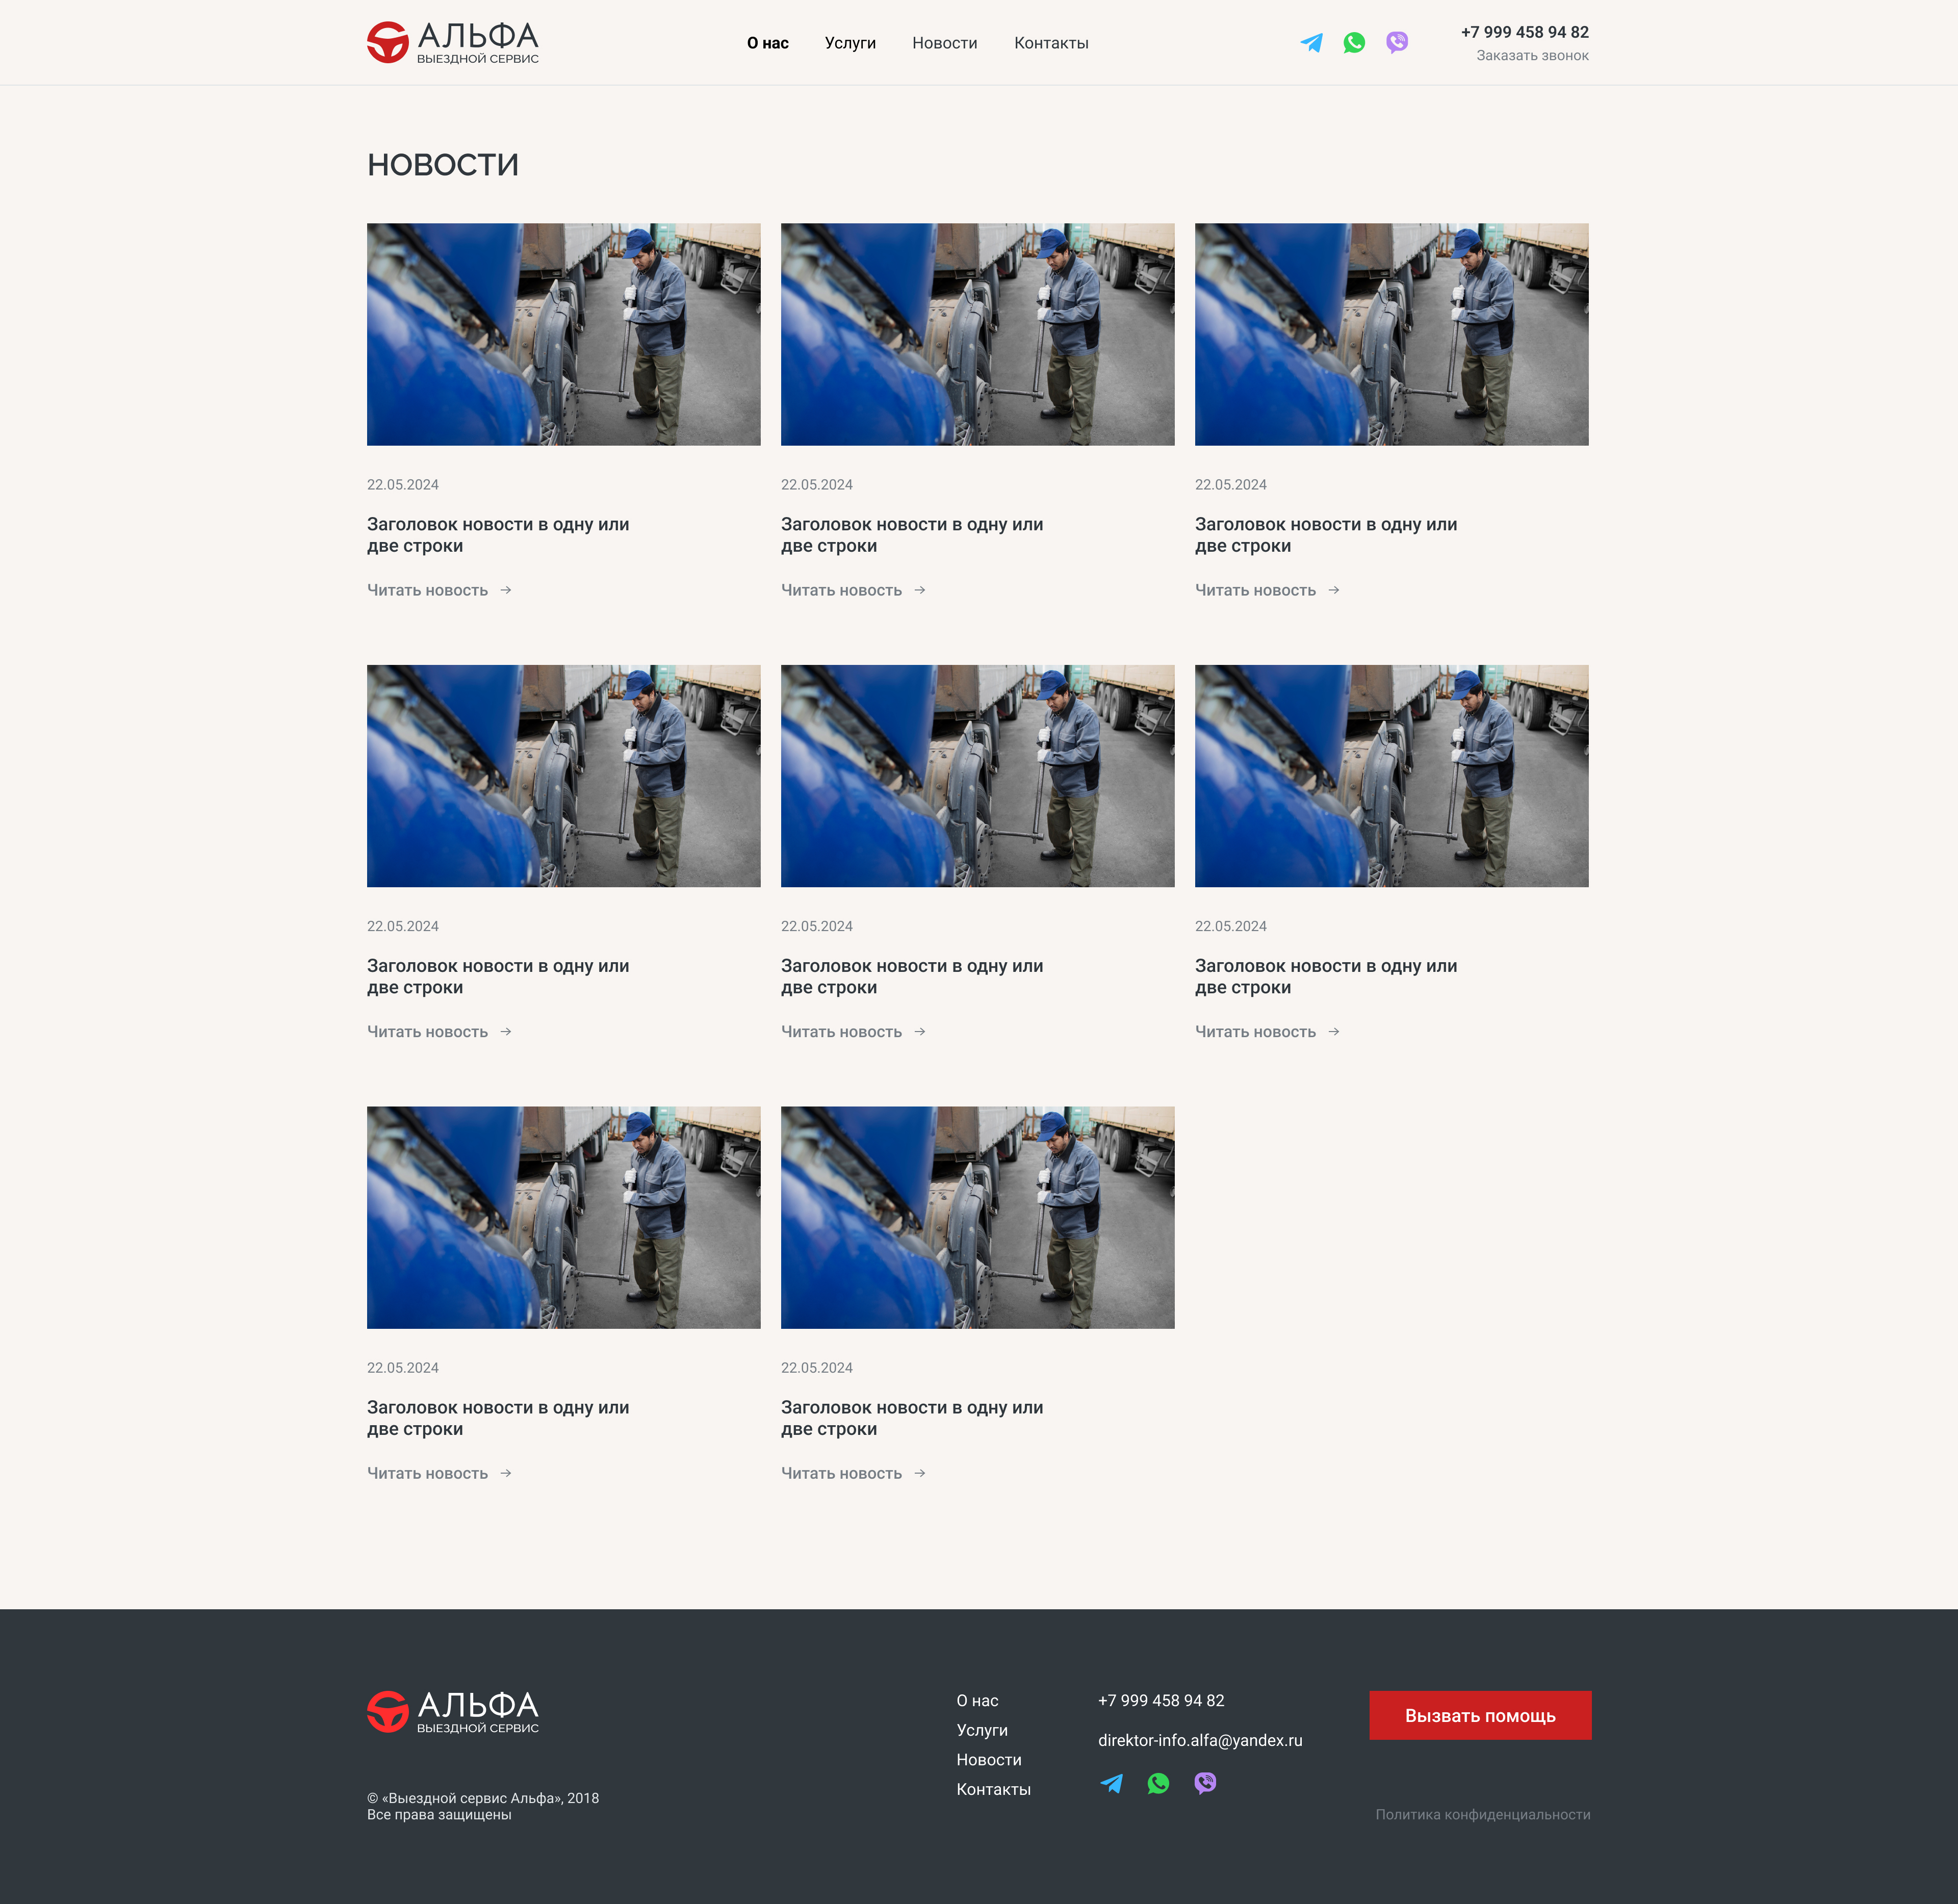 АЛЬФА
ВЫЕЗДНОЙ СЕРВИС
О нас
Услуги
Новости
Контакты
+7 999 458 94 82
Заказать звонок
НОВОСТИ
22.05.2024
Заголовок новости в одну или
две строки
Читать новость →
22.05.2024
Заголовок новости в одну или
две строки
Читать новость →
22.05.2024
Заголовок новости в одну или
две строки
Читать новость →
22.05.2024
Заголовок новости в одну или
две строки
Читать новость →
22.05.2024
Заголовок новости в одну или
две строки
Читать новость →
22.05.2024
Заголовок новости в одну или
две строки
Читать новость →
22.05.2024
Заголовок новости в одну или
две строки
Читать новость →
22.05.2024
Заголовок новости в одну или
две строки
Читать новость →
АЛЬФА
ВЫЕЗДНОЙ СЕРВИС
© «Выездной сервис Альфа», 2018
Все права защищены
О нас
Услуги
Новости
Контакты
+7 999 458 94 82
direktor-info.alfa@yandex.ru
Вызвать помощь
Политика конфиденциальности